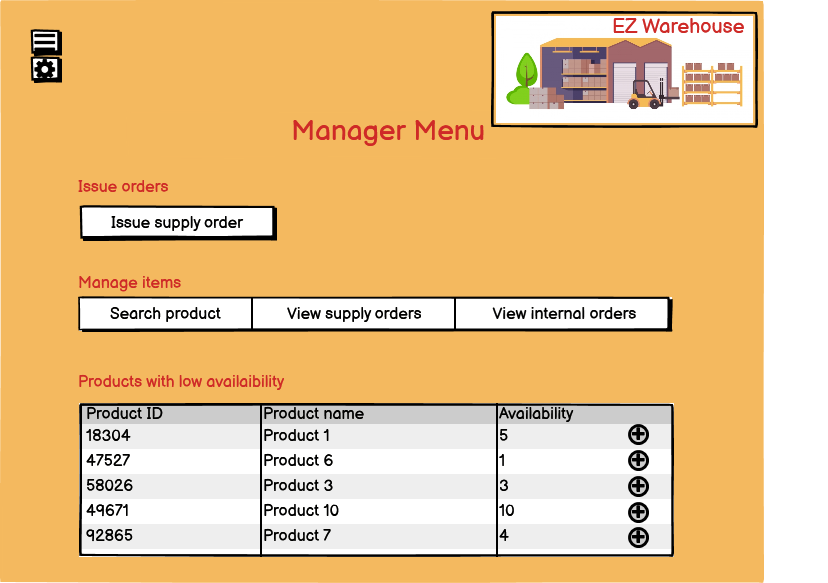 EZ Warehouse
Manager Menu
Issue orders
Issue supply order
Manage items
Search product View supply orders View internal orders
Products with low availaibility
Product ID Product name Availability
18304 Product 1 5
47527 Product 6 1
58026 Product 3 3
49671 Product 10 10
92865 Product 7 4